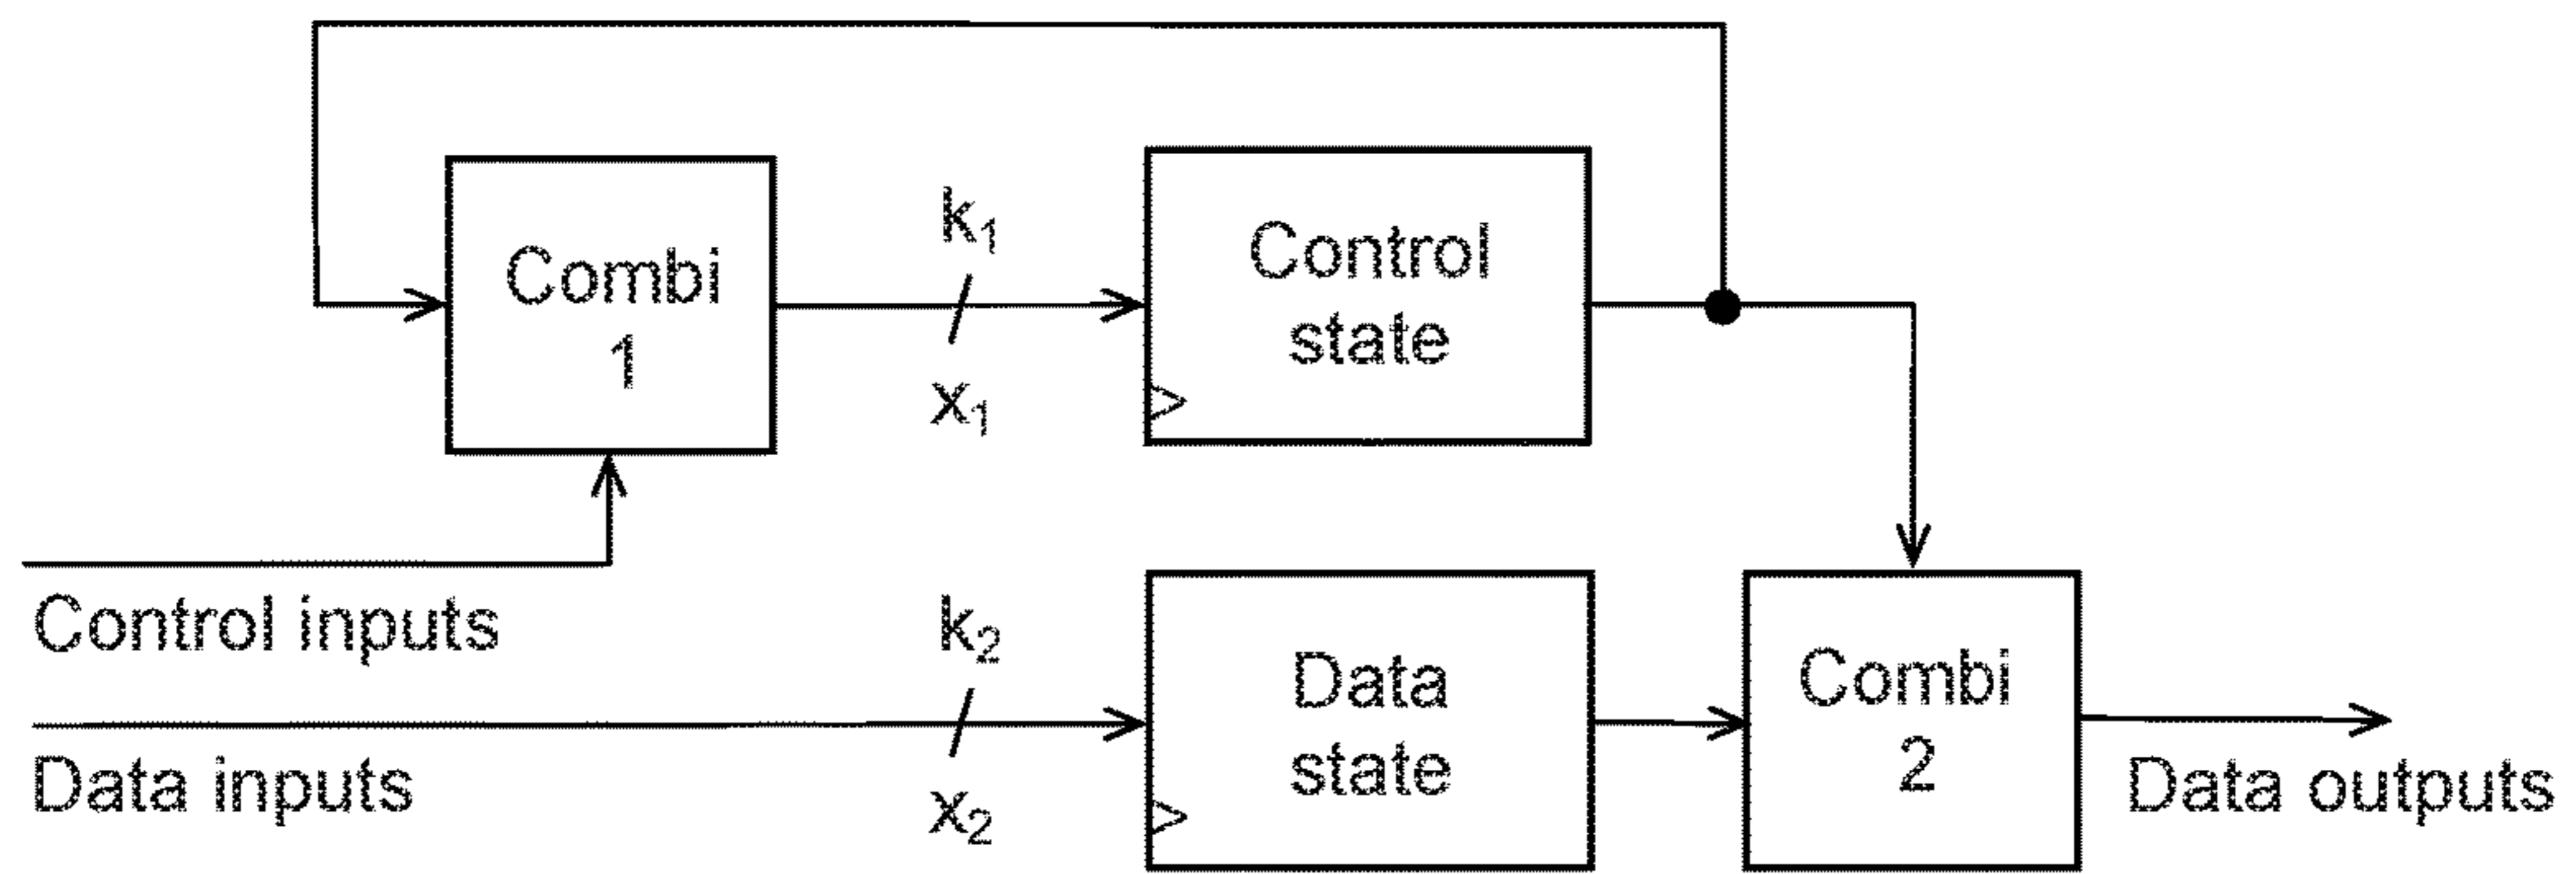 Combi
1
k₁
x₁
Control
state
Control inputs
Data inputs
k₂
x₂
Data
state
Combi
2
Data outputs